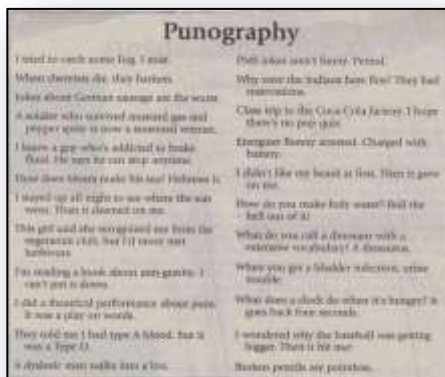 Punography
I tried to catch some fog. I mist.
When chemists die, they barium.
Jokes about German sausage are the wurst.
A soldier who survived mustard gas and
pepper spray is now a seasoned veteran.
I know a guy who's addicted to brake
fluid. He says he can stop anytime.
How does Moses make his tea? Hebrews it.
I stayed up all night to see where the sun
went. Then it dawned on me.
This girl said she recognized me from the
vegetarian club, but I'd never met
herbivore.
I'm reading a book about anti-gravity. I
can't put it down.
I did a theatrical performance about puns.
It was a play on words.
They told me I had type A blood, but it
was a Type O.
A dyslexic man walks into a bra.
PMS jokes aren't funny. Period.
Why were the Indians here first? They had
reservations.
Class trip to the Coca-Cola factory. I hope
there's no pop quiz.
Energizer Bunny arrested. Charged with
battery.
I didn't like my beard at first. Then it grew
on me.
How do you make holy water? Boil the
hell out of it!
What do you call a dinosaur with a
extensive vocabulary? A thesaurus.
When you get a bladder infection, urine
trouble.
What does a clock do when it's hungry? It
goes back four seconds.
I wondered why the baseball was getting
bigger. Then it hit me!
Broken pencils are pointless.